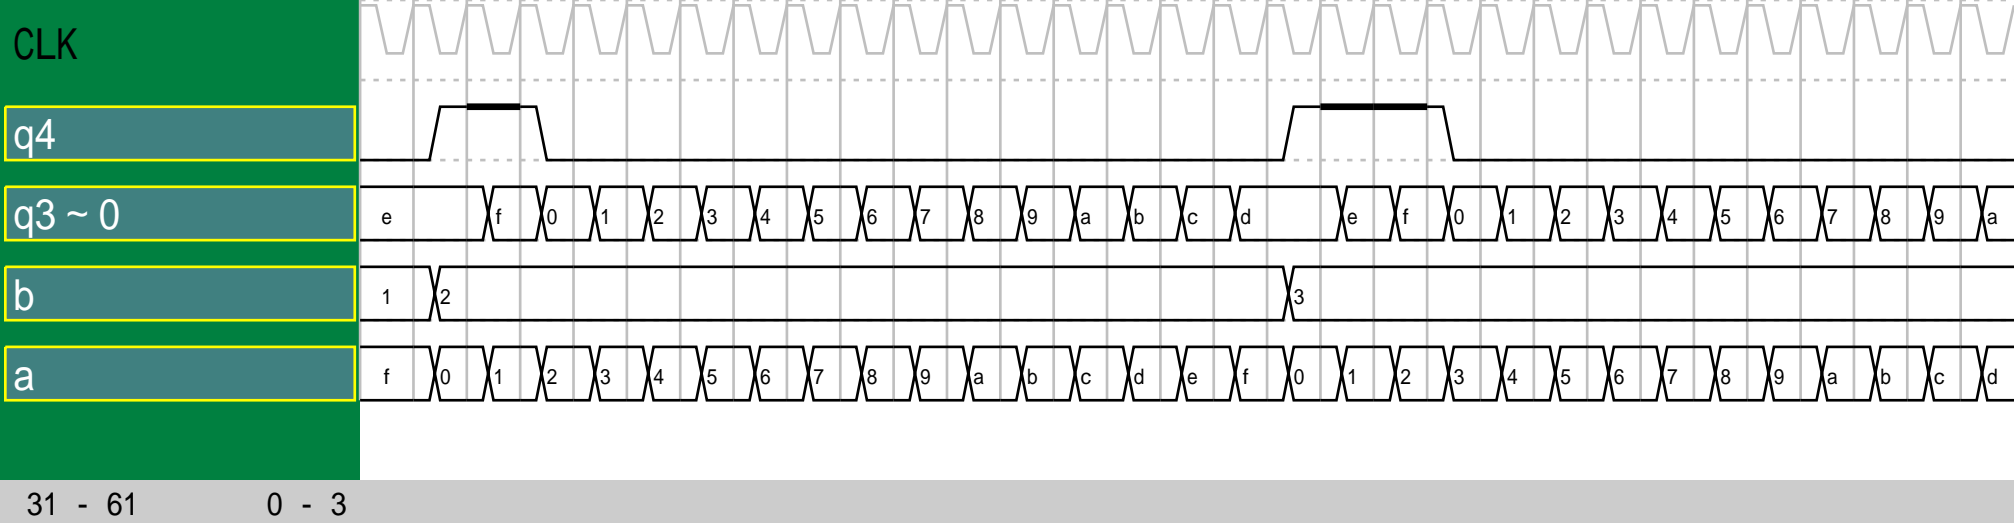 CLK
q4
q3 ~ 0 e f 0 1 2 3 4 5 6 7 8 9 a b c d e f 0 1 2 3 4 5 6 7 8 9 a
b 1 2 3
a f 0 1 2 3 4 5 6 7 8 9 a b c d e f 0 1 2 3 4 5 6 7 8 9 a b c d
31 - 61 0 - 3